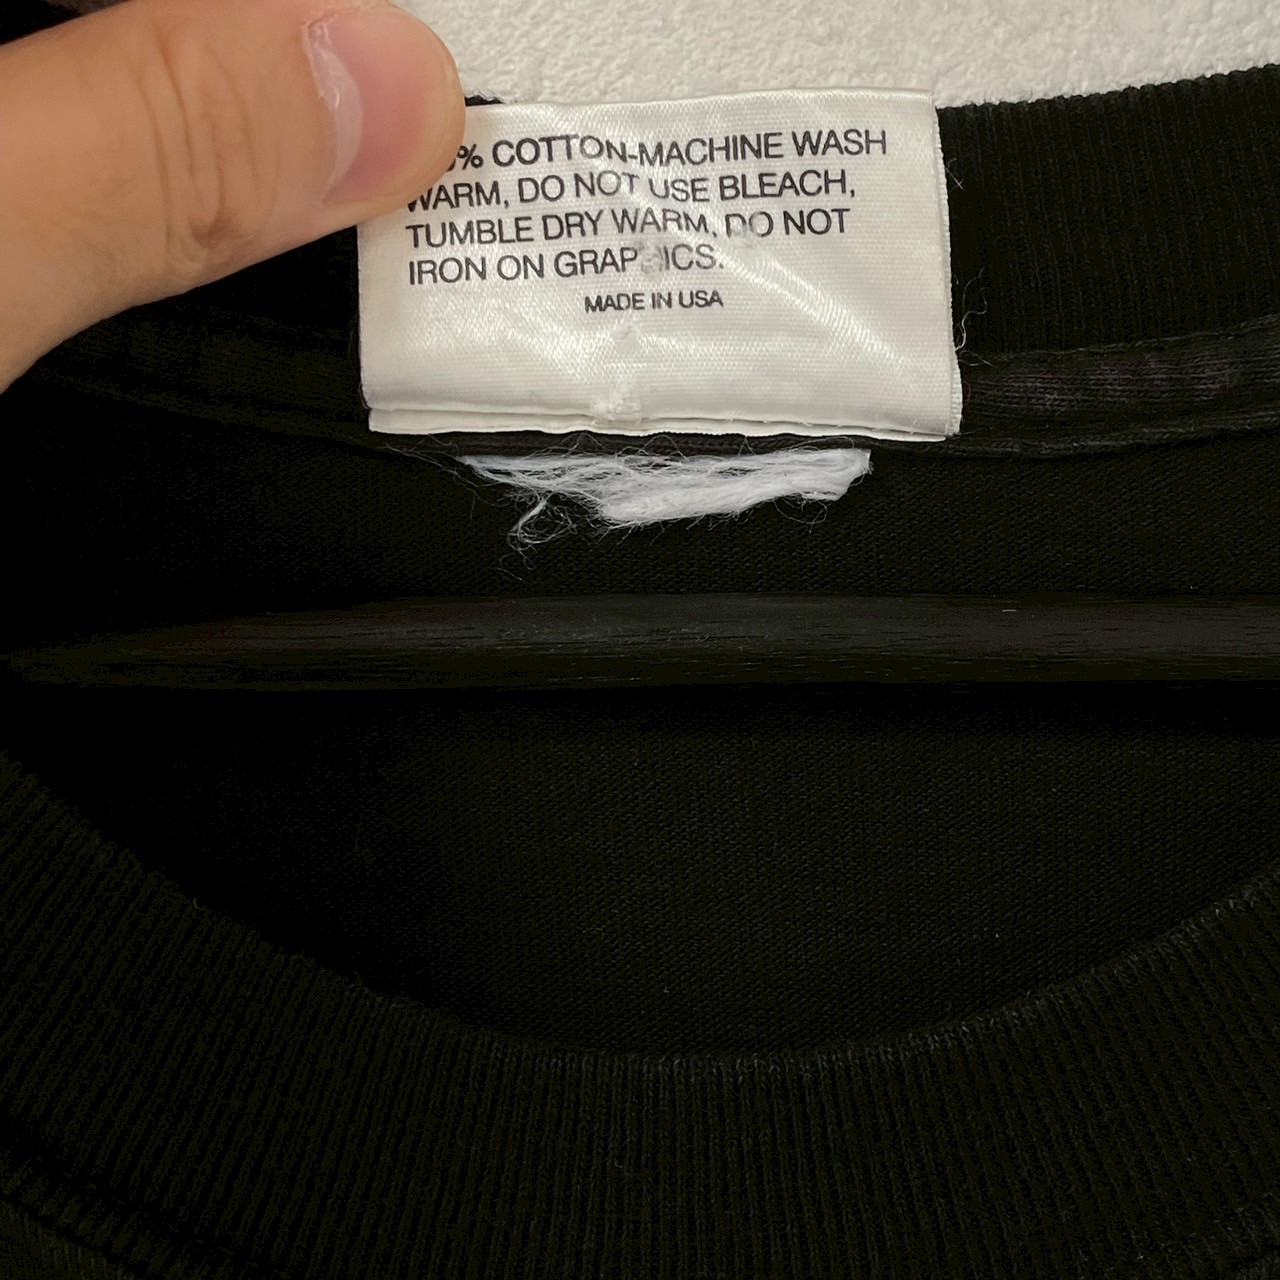 % COTTON-MACHINE WASH
WARM, DO NOT USE BLEACH,
TUMBLE DRY WARM, DO NOT
IRON ON GRAPHICS.
MADE IN USA